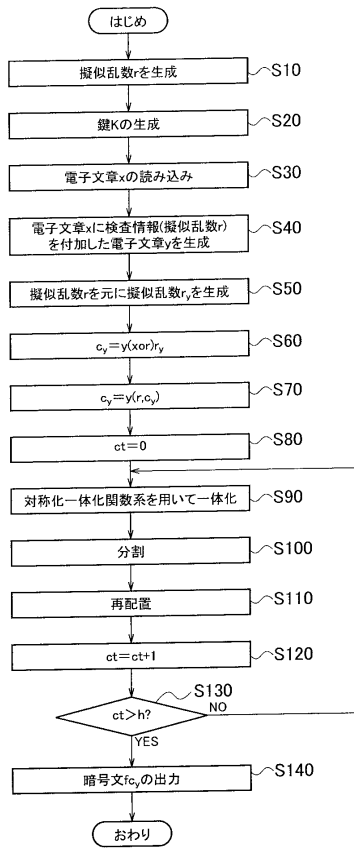 はじめ
擬似乱数rを生成
S10
鍵Kの生成
S20
電子文章xの読み込み
S30
電子文章xに検査情報(擬似乱数r)
を付加した電子文章yを生成
S40
擬似乱数rを元に擬似乱数ryを生成
S50
cy=y(xor)ry
S60
cy=y(r,cy)
S70
ct=0
S80
対称化一体化関数系を用いて一体化
S90
分割
S100
再配置
S110
ct=ct+1
S120
S130
ct>h?
NO
YES
暗号文fcyの出力
S140
おわり